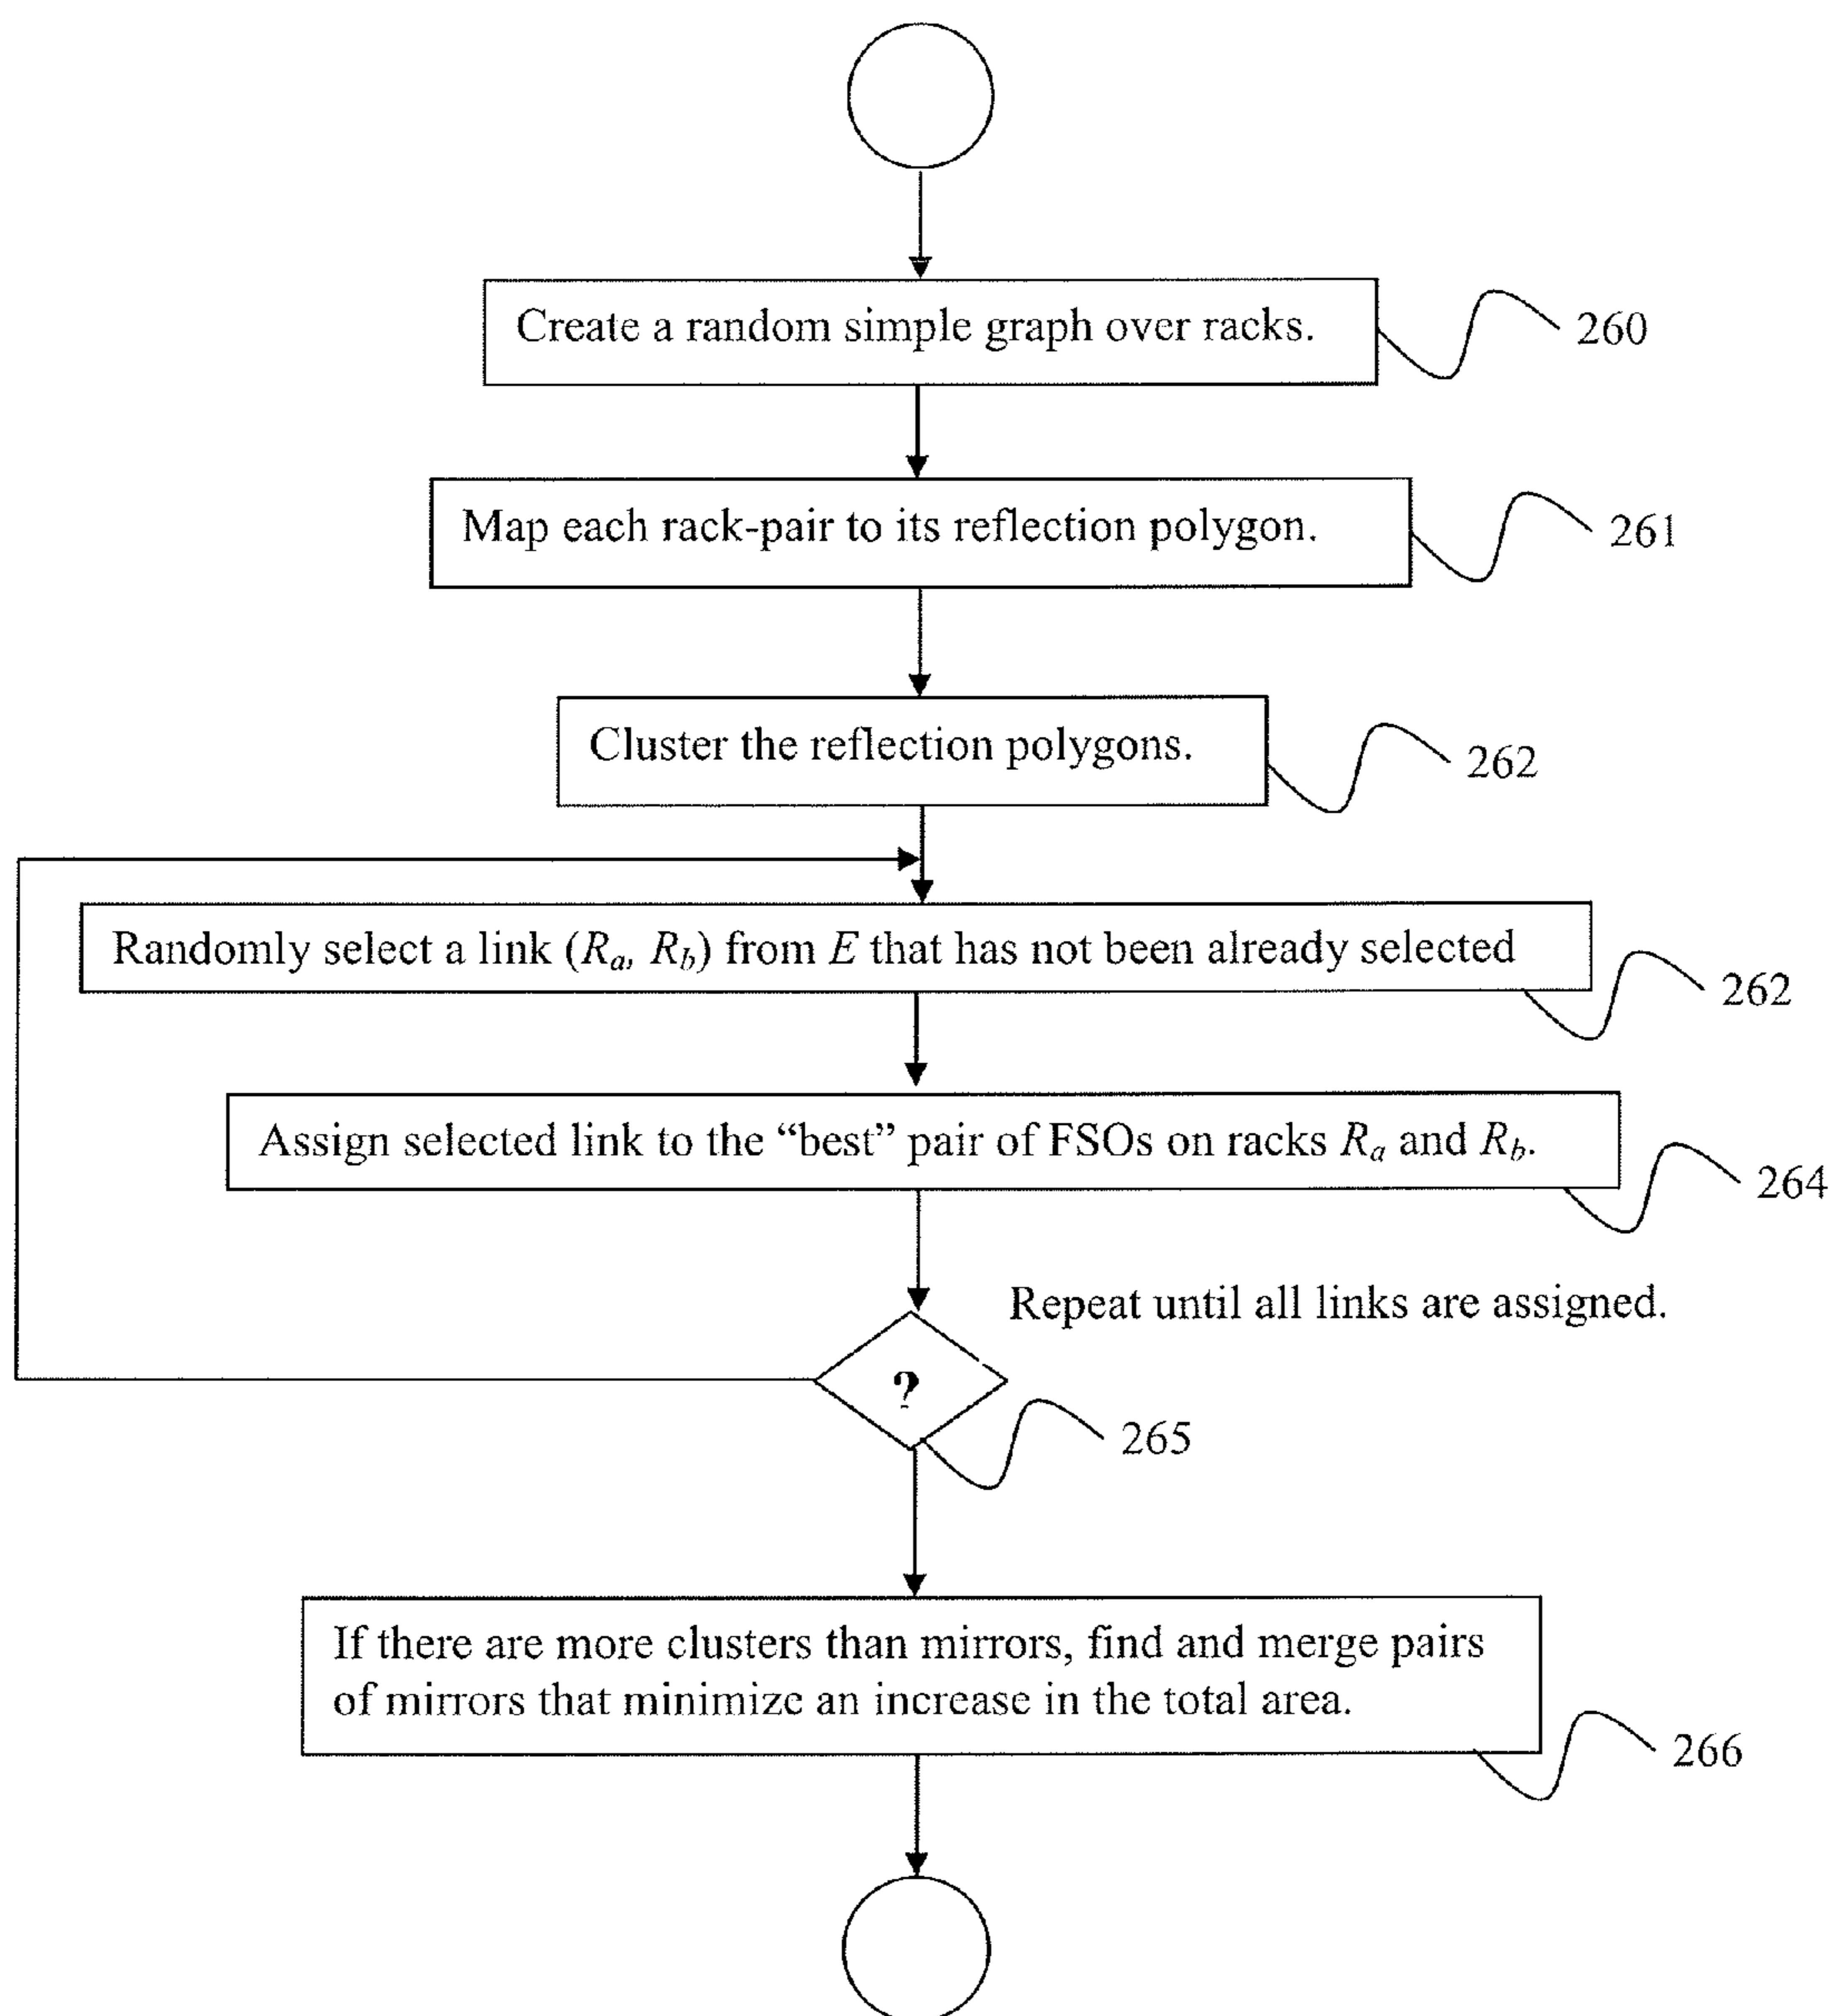 Create a random simple graph over racks.
260
Map each rack-pair to its reflection polygon.
261
Cluster the reflection polygons.
262
Randomly select a link (Ra, Rb) from E that has not been already selected
262
Assign selected link to the “best” pair of FSOs on racks Ra and Rb.
264
Repeat until all links are assigned.
?
265
If there are more clusters than mirrors, find and merge pairs
of mirrors that minimize an increase in the total area.
266